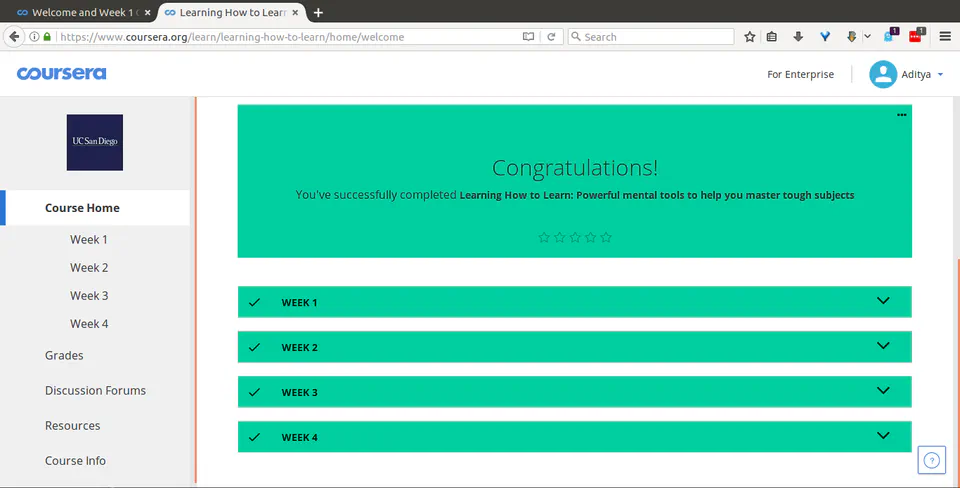 Welcome and Week 1
Learning How to Lear
https://www.coursera.org/learn/learning-how-to-learn/home/welcome
Search
1
1
coursera
For Enterprise
Aditya
UC San Diego
Congratulations!
You've successfully completed Learning How to Learn: Powerful mental tools to help you master tough subjects
Course Home
Week 1
Week 2
Week 3
Week 4
Grades
Discussion Forums
Resources
Course Info
WEEK 1
WEEK 2
WEEK 3
WEEK 4
?